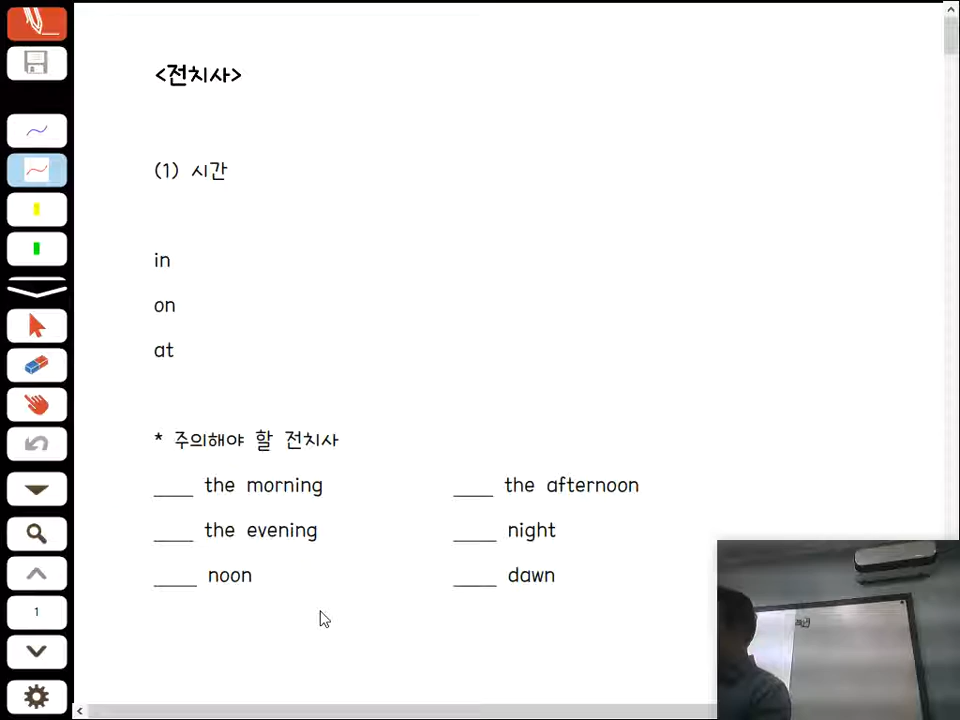 <전치사>
(1) 시간
in
on
at
* 주의해야 할 전치사
____ the morning ____ the afternoon
____ the evening ____ night
____ noon ____ dawn
1